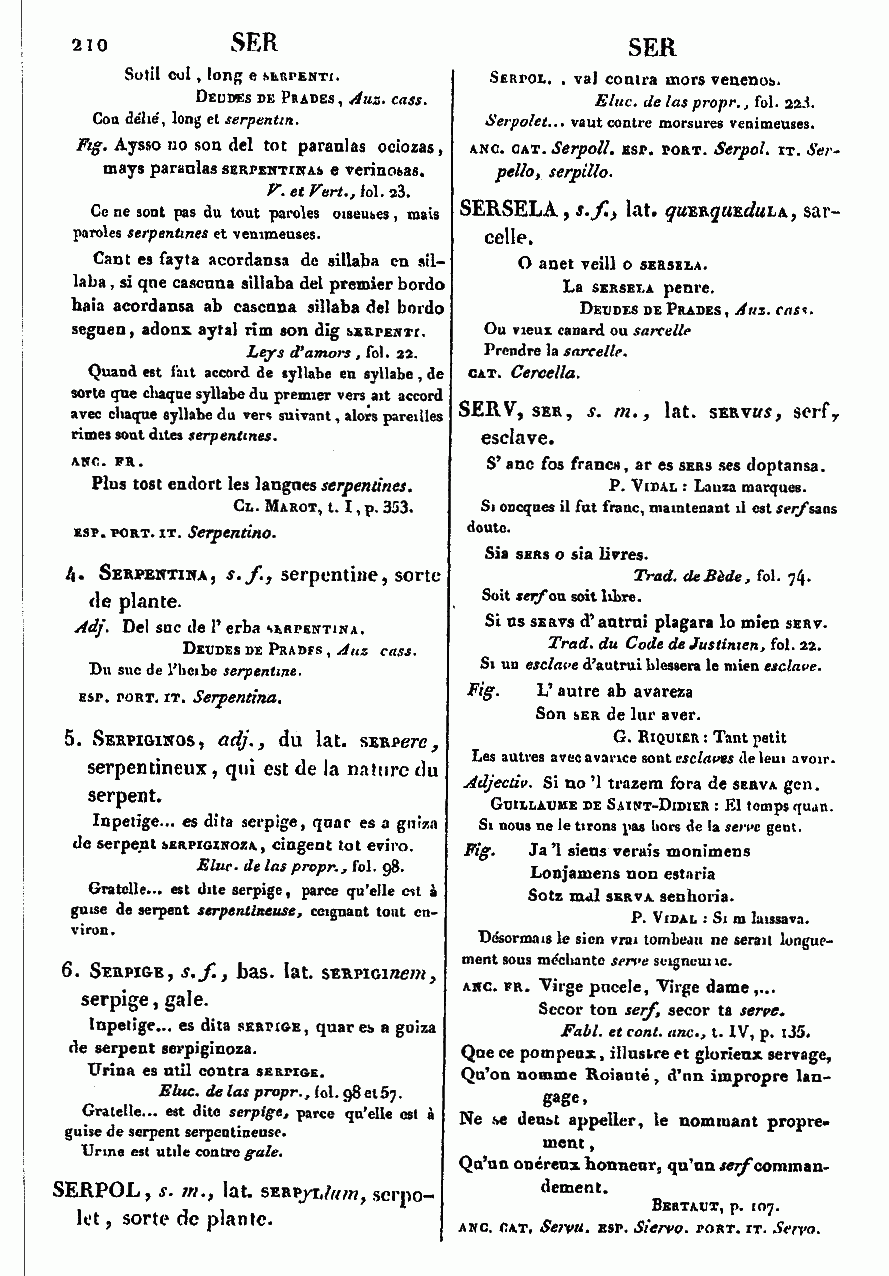 210 SER SER
Sotil col, long e SERPENTI.
DEUDES DE PRADES, Auz. cass.
Cou délié, long et serpentin.
Fig. Aysso no son del tot paraulas ociozas,
mays paraulas SERPENTINAS e verinosas.
V. et Vert., fol. 23.
Ce ne sont pas du tout paroles oiseuses, mais
paroles serpentines et venimeuses.
Cant es fayta acordansa de sillaba en sil-
laba, si que cascuna sillaba del premier bordo
haia acordansa ab cascuna sillaba del bordo
seguen, adonx aytal rim son dig SERPENTI.
Leys d'amors, fol. 22.
Quand est fait accord de syllabe en syllabe, de
sorte que chaque syllabe du premier vers ait accord
avec chaque syllabe du vers suivant, alors pareilles
rimes sont dites serpentines.
ANC. FR.
Plus tost endort les langues serpentines.
CL. MAROT, t. I, p. 353.
ESP. PORT. IT. Serpentino.
4. SERPENTINA, s. f., serpentine, sorte
de plante.
Adj. Del suc de l'erba SERPENTINA.
DEUDES DE PRADES, Auz cass.
Du suc de l'herbe serpentine.
ESP. PORT. IT. Serpentina.
5. SERPIGINOS, adj., du lat. SERPere,
serpentineux, qui est de la nature du
serpent.
Inpetige... es dita serpige, quar es a guiza
de serpent SERPIGINOZA, cingent tot eviro.
Eluc. de las propr., fol. 98.
Gratelle... est dite serpige, parce qu'elle est à
guise de serpent serpentineuse, ceignant tout en-
viron.
6. SERPIGE, s. f., bas. lat. SERPIGINem,
serpige, gale.
Inpetige... es dita SERPIGE, quar es a guiza
de serpent serpiginoza.
Urina es util contra SERPIGE.
Eluc. de las propr., fol. 98 et 57.
Gratelle... est dite serpige, parce qu'elle est à
guise de serpent serpentineuse.
Urine est utile contre gale.
SERPOL, s. m., lat. SERPyLlum, serpo-
let, sorte de plante.
SERPOL. . val contra mors venenos.
Eluc. de las propr., fol. 223.
Serpolet... vaut contre morsures venimeuses.
ANC. CAT. Serpoll. ESP. PORT. Serpol. IT. Ser-
pello, serpillo.
SERSELA, s. f., lat. quERquEduLA, sar-
celle.
O anet veill o SERSELA.
La SERSELA penre.
DEUDES DE PRADES, Auz. cass.
Ou vieux canard ou sarcelle
Prendre la sarcelle.
CAT. Cercella.
SERV, SER, s. m., lat. SERVus, serf,
esclave.
S'anc fos francs, ar es SERS ses doptansa.
P. VIDAL : Lauza marques.
Si oncques il fut franc, maintenant il est serf sans
doute.
Sia SERS o sia livres.
Trad. de Bède, fol. 74.
Soit serf ou soit libre.
Si us SERVS d'autrui plagara lo mien SERV.
Trad. du Code de Justinien, fol. 22.
Si un esclave d'autrui blessera le mien esclave.
Fig. L'autre ab avareza
Son SER de lur aver.
G. RIQUIER : Tant petit
Les autres avec avarice sont esclaves de leur avoir.
Adjectiv. Si no'l trazem fora de SERVA gen.
GUILLAUME DE SAINT-DIDIER : El temps quan.
Si nous ne le tirons pas hors de la serve gent.
Fig. Ja'l sieus verais monimens
Lonjamens non estaria
Sotz mal SERVA senhoria.
P. VIDAL : Si m laissava.
Désormais le sien vrai tombeau ne serait longue-
ment sous méchante serve seigneurie.
ANC. FR. Virge pucele, Virge dame,...
Secor ton serf, secor ta serve.
Fabl. et cont. anc., t. IV, p. 135.
Que ce pompeux, illustre et glorieux servage,
Qu'on nomme Roiauté, d'un impropre lan-
gage,
Ne se deust appeller, le nommant propre-
ment,
Qu'un onéreux honneur, qu'un serf comman-
dement.
BERTAUT, p. 107.
ANC. CAT. Servu. ESP. Siervo. PORT. IT. Servo.